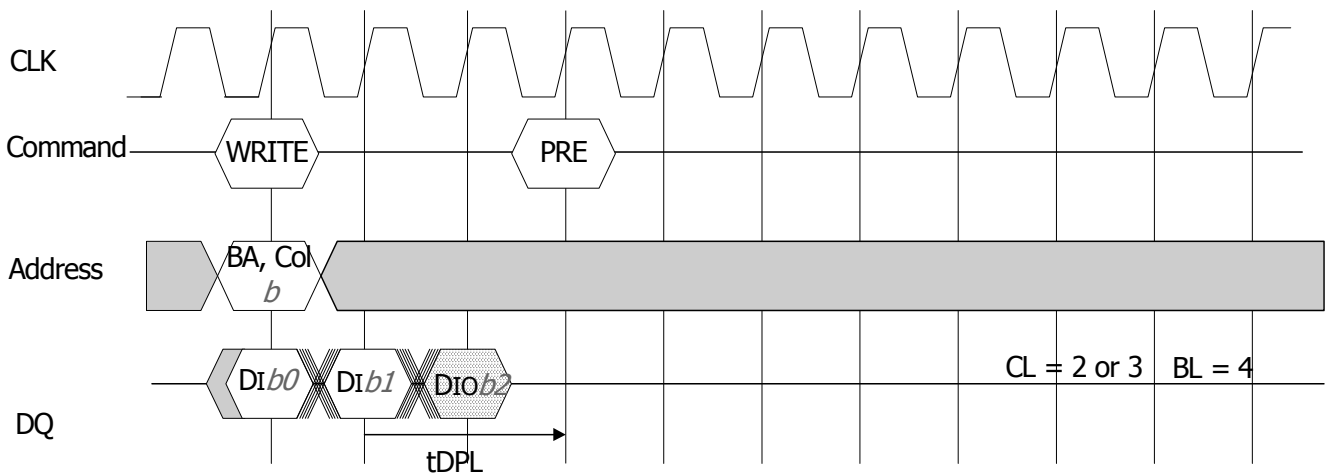 CLK
Command
WRITE
PRE
Address
BA, Col
b
DIb0
DIb1
DIOb2
CL = 2 or 3 BL = 4
DQ
tDPL